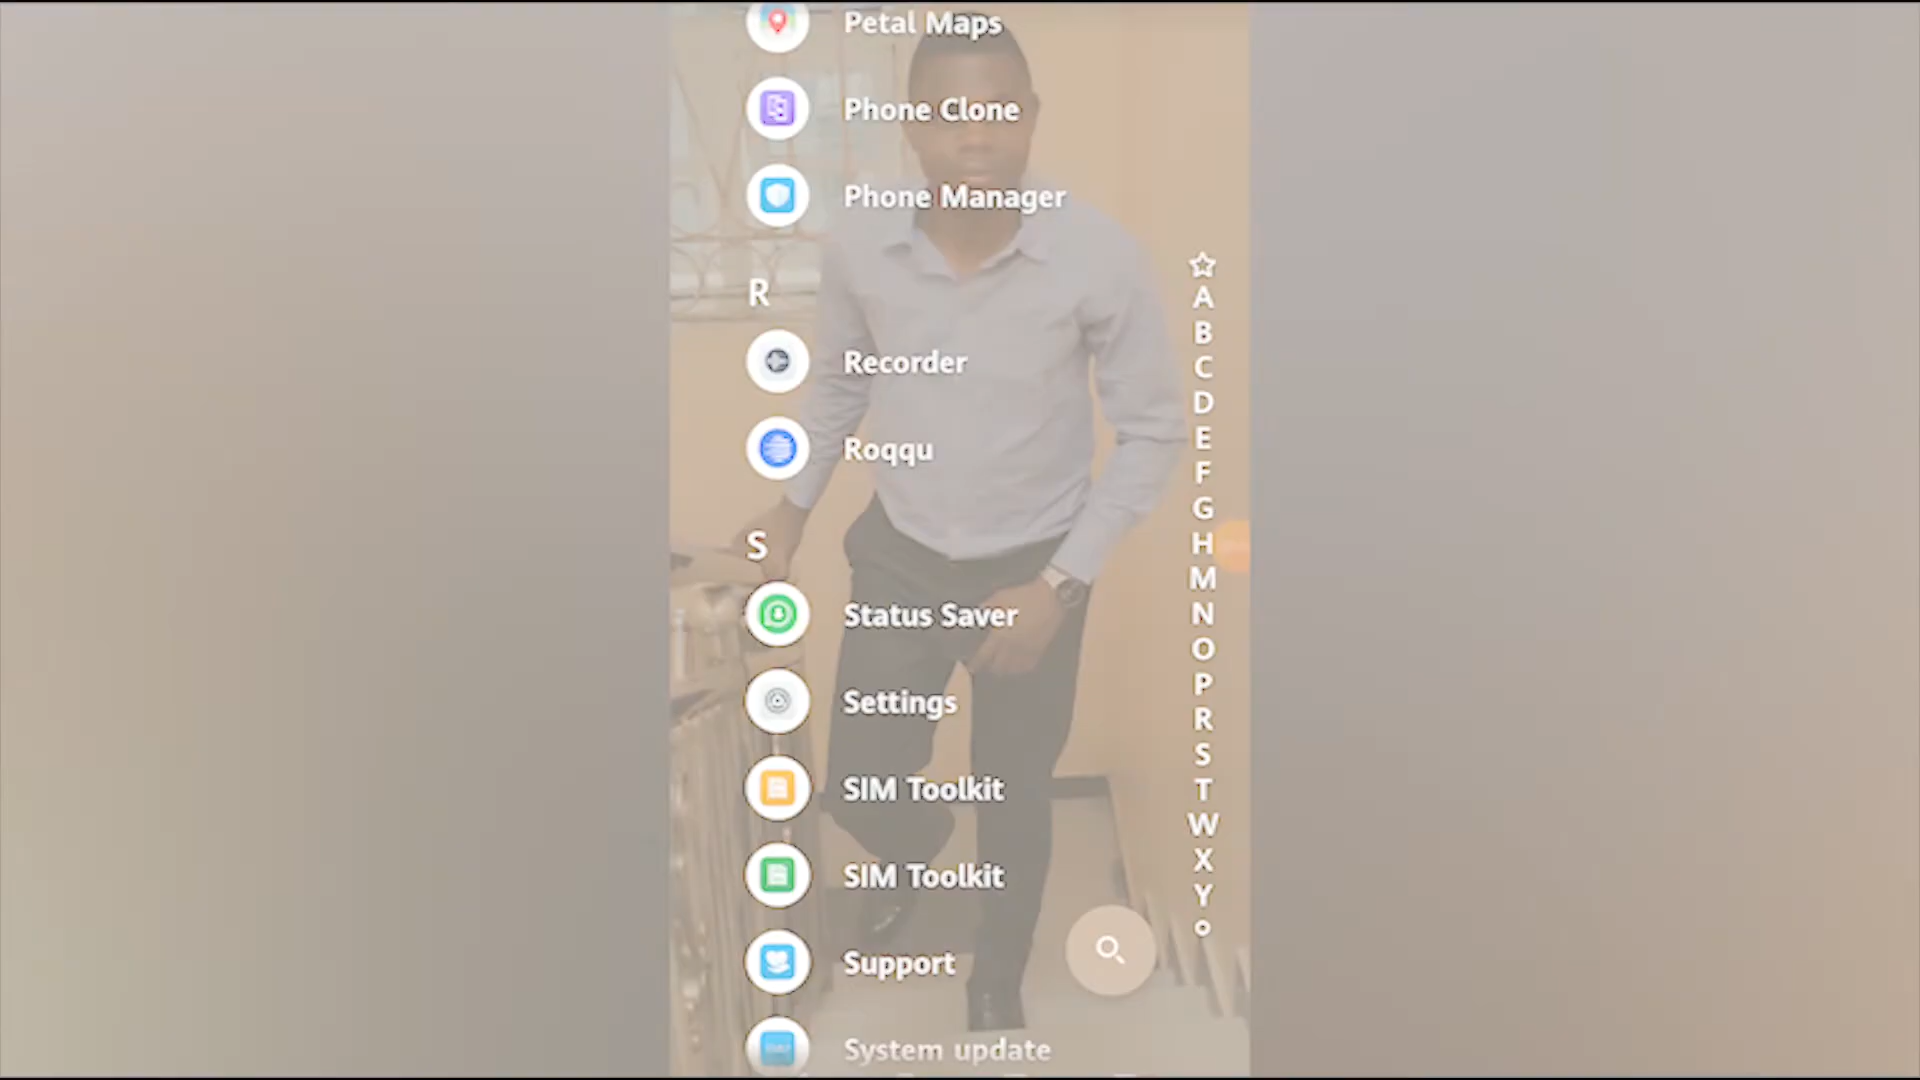 Petal Maps
Phone Clone
Phone Manager
R
Recorder
Roqqu
S
Status Saver
Settings
SIM Toolkit
SIM Toolkit
Support
System update
A
B
C
D
E
F
G
H
M
N
O
P
R
S
T
W
X
Y